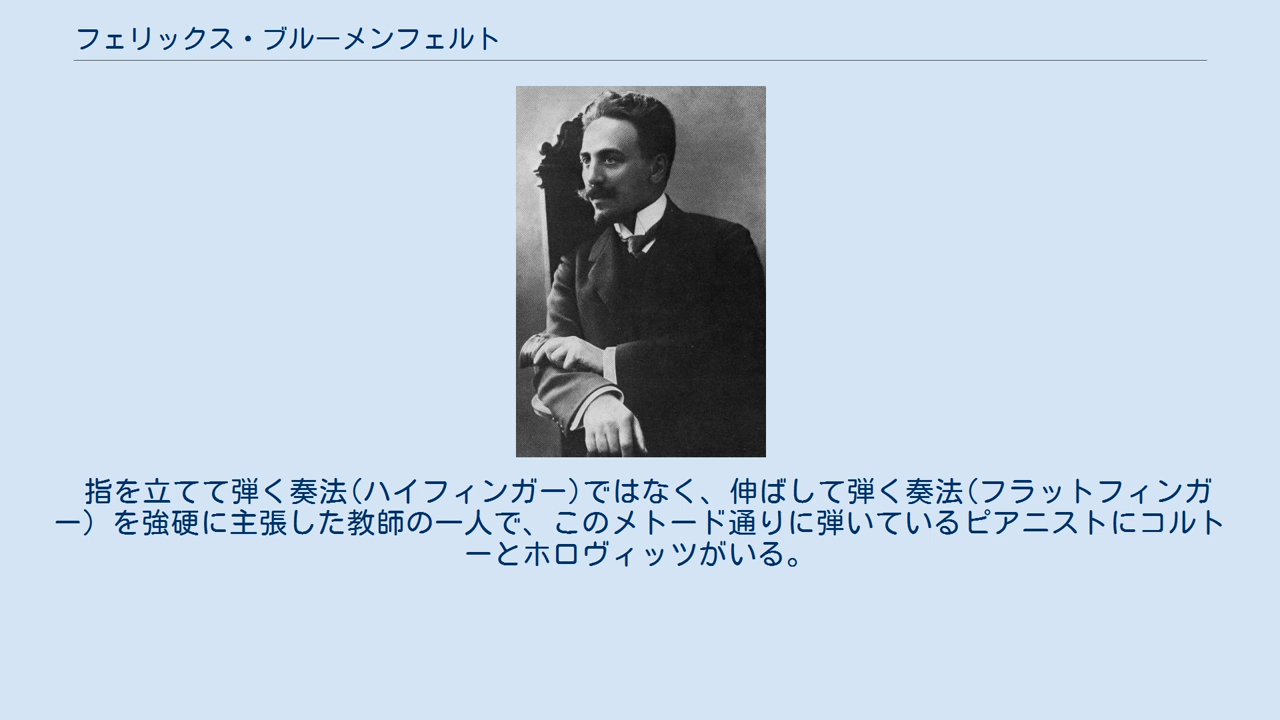 フェリックス・ブルーメンフェルト
指を立てて弾く奏法(ハイフィンガー)ではなく、伸ばして弾く奏法(フラットフィンガ
ー）を強硬に主張した教師の一人で、このメトード通りに弾いているピアニストにコルト
ーとホロヴィッツがいる。